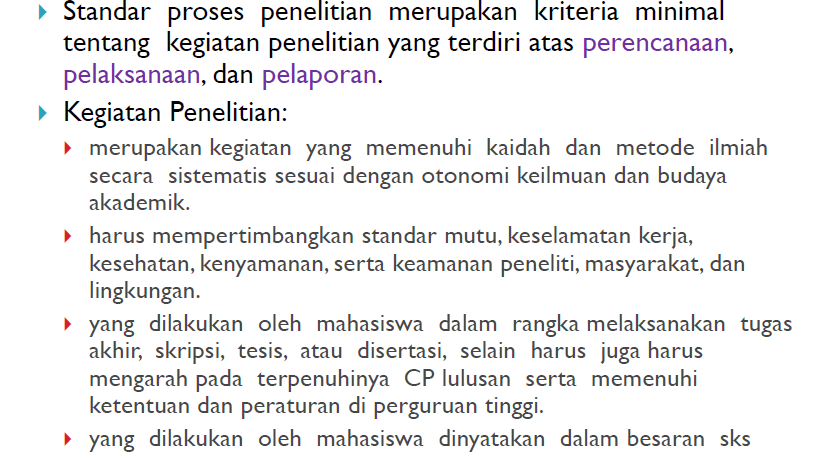 Standar proses penelitian merupakan kriteria minimal
tentang kegiatan penelitian yang terdiri atas perencanaan,
pelaksanaan, dan pelaporan.
Kegiatan Penelitian:
merupakan kegiatan yang memenuhi kaidah dan metode ilmiah
secara sistematis sesuai dengan otonomi keilmuan dan budaya
akademik.
harus mempertimbangkan standar mutu, keselamatan kerja,
kesehatan, kenyamanan, serta keamanan peneliti, masyarakat, dan
lingkungan.
yang dilakukan oleh mahasiswa dalam rangka melaksanakan tugas
akhir, skripsi, tesis, atau disertasi, selain harus juga harus
mengarah pada terpenuhinya CP lulusan serta memenuhi
ketentuan dan peraturan di perguruan tinggi.
yang dilakukan oleh mahasiswa dinyatakan dalam besaran sks